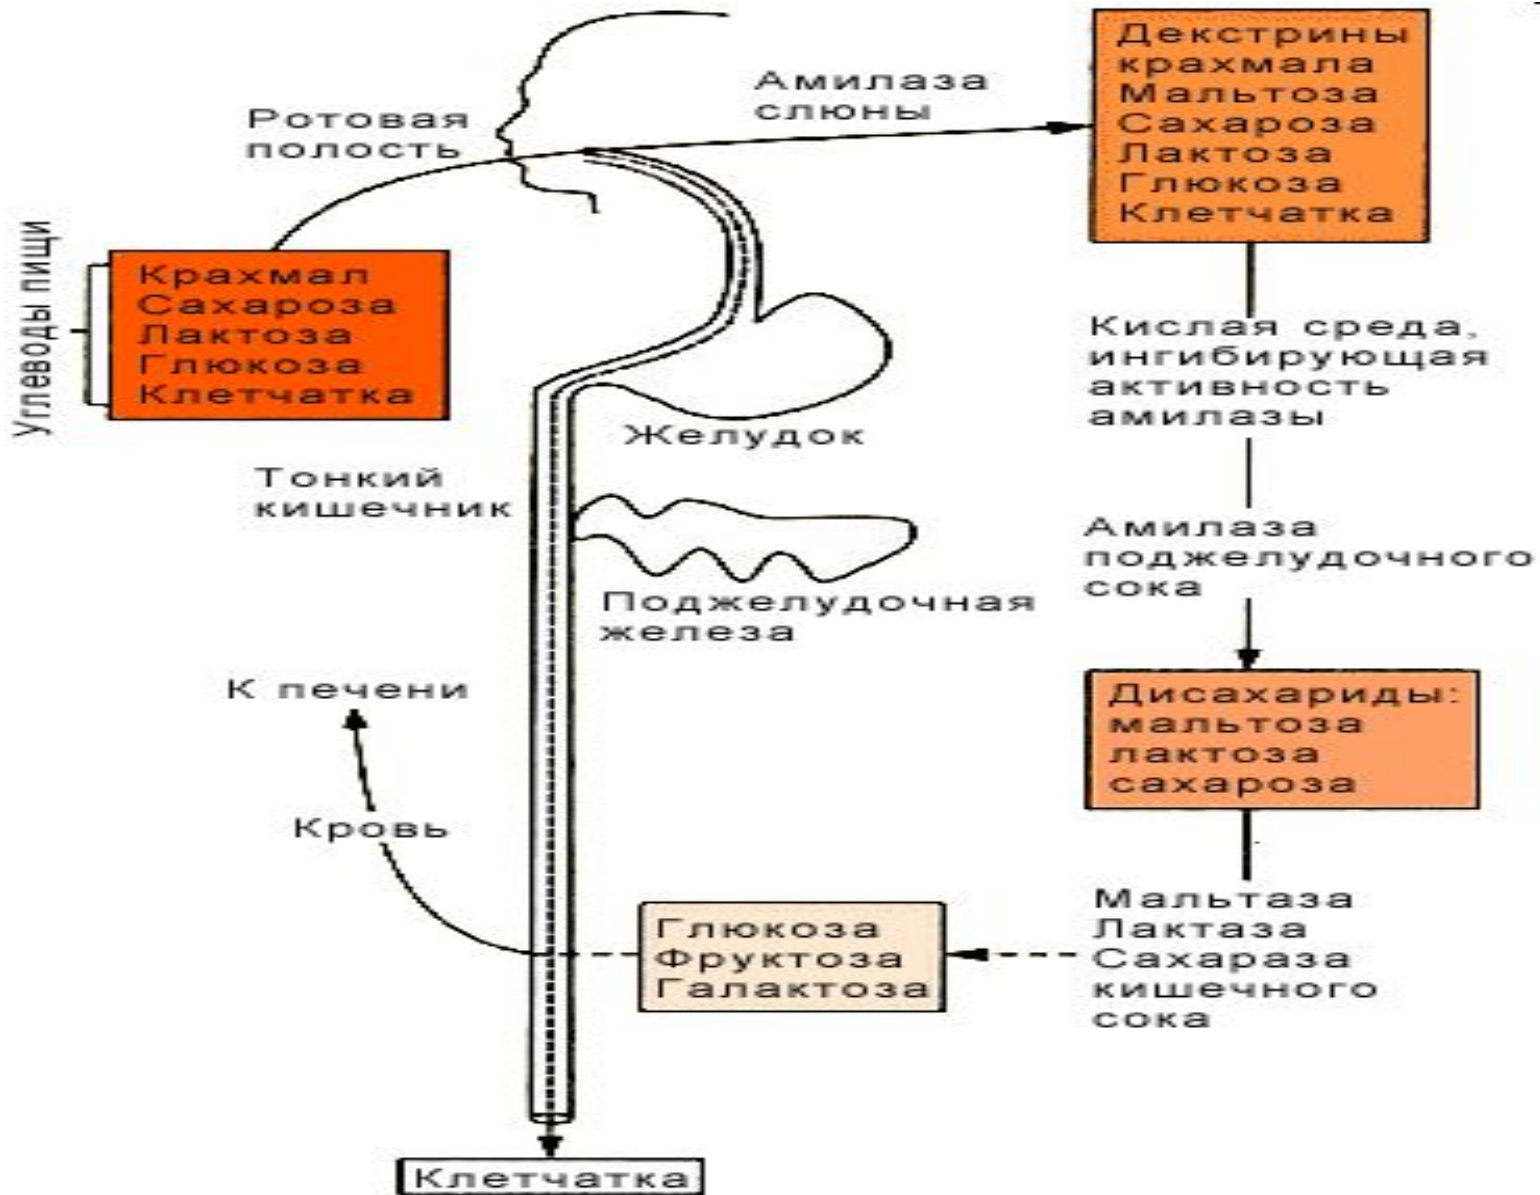 Ротовая
полость
Амилаза
слюны
Декстрины
крахмала
Мальтоза
Сахароза
Лактоза
Глюкоза
Клетчатка
Углеводы пищи
Крахмал
Сахароза
Лактоза
Глюкоза
Клетчатка
Кислая среда,
ингибирующая
активность
амилазы
Желудок
Тонкий
кишечник
Амилаза
поджелудочного
сока
Поджелудочная
железа
К печени
Дисахариды:
мальтоза
лактоза
сахароза
Кровь
Глюкоза
Фруктоза
Галактоза
Мальтаза
Лактаза
Сахараза
кишечного
сока
Клетчатка